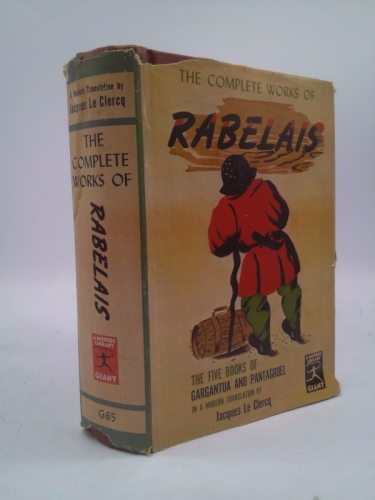 A Modern Translation by
Jacques Le Clercq
THE
COMPLETE
WORKS OF
RABELAIS
A MODERN
LIBRARY
GIANT
G65
THE COMPLETE WORKS OF
RABELAIS
THE FIVE BOOKS OF
GARGANTUA AND PANTAGRUEL
IN A MODERN TRANSLATION BY
Jacques Le Clercq
A MODERN
LIBRARY
GIANT